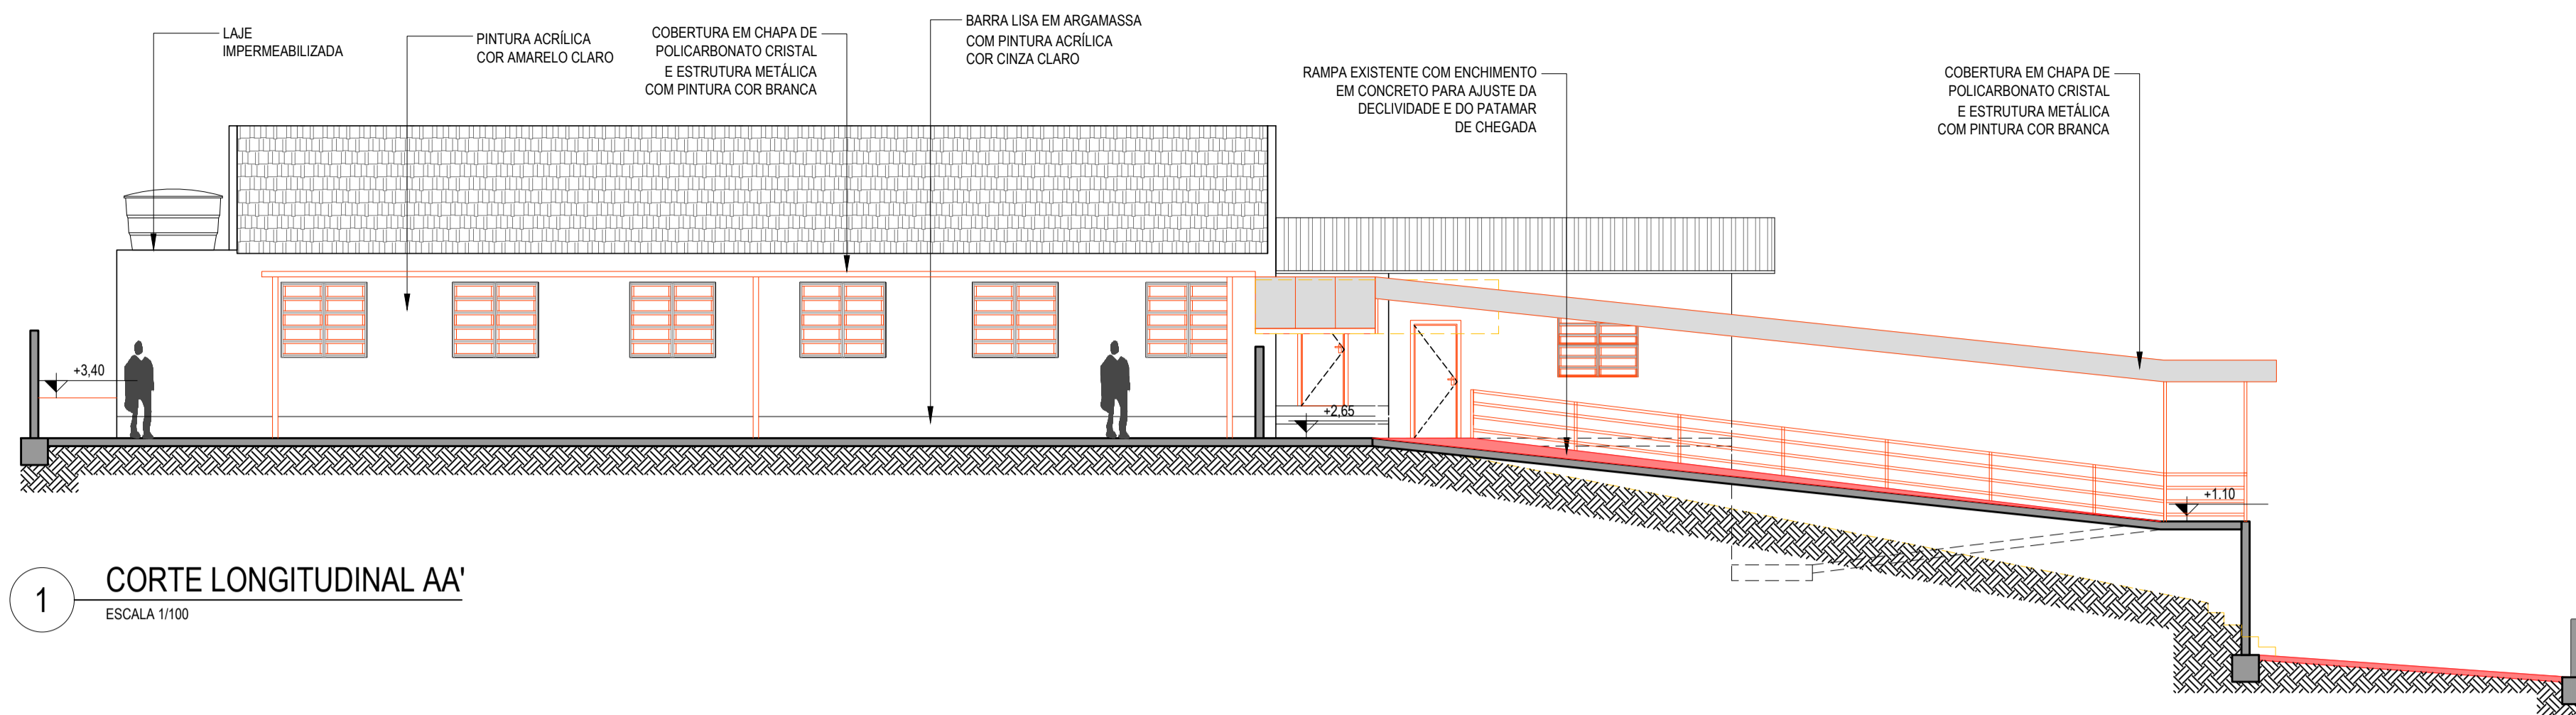 LAJE
IMPERMEABILIZADA
PINTURA ACRÍLICA
COR AMARELO CLARO
COBERTURA EM CHAPA DE
POLICARBONATO CRISTAL
E ESTRUTURA METÁLICA
COM PINTURA COR BRANCA
BARRA LISA EM ARGAMASSA
COM PINTURA ACRÍLICA
COR CINZA CLARO
RAMPA EXISTENTE COM ENCHIMENTO
EM CONCRETO PARA AJUSTE DA
DECLIVIDADE E DO PATAMAR
DE CHEGADA
COBERTURA EM CHAPA DE
POLICARBONATO CRISTAL
E ESTRUTURA METÁLICA
COM PINTURA COR BRANCA
+3,40
+2,65
+1.10
1
CORTE LONGITUDINAL AA'
ESCALA 1/100